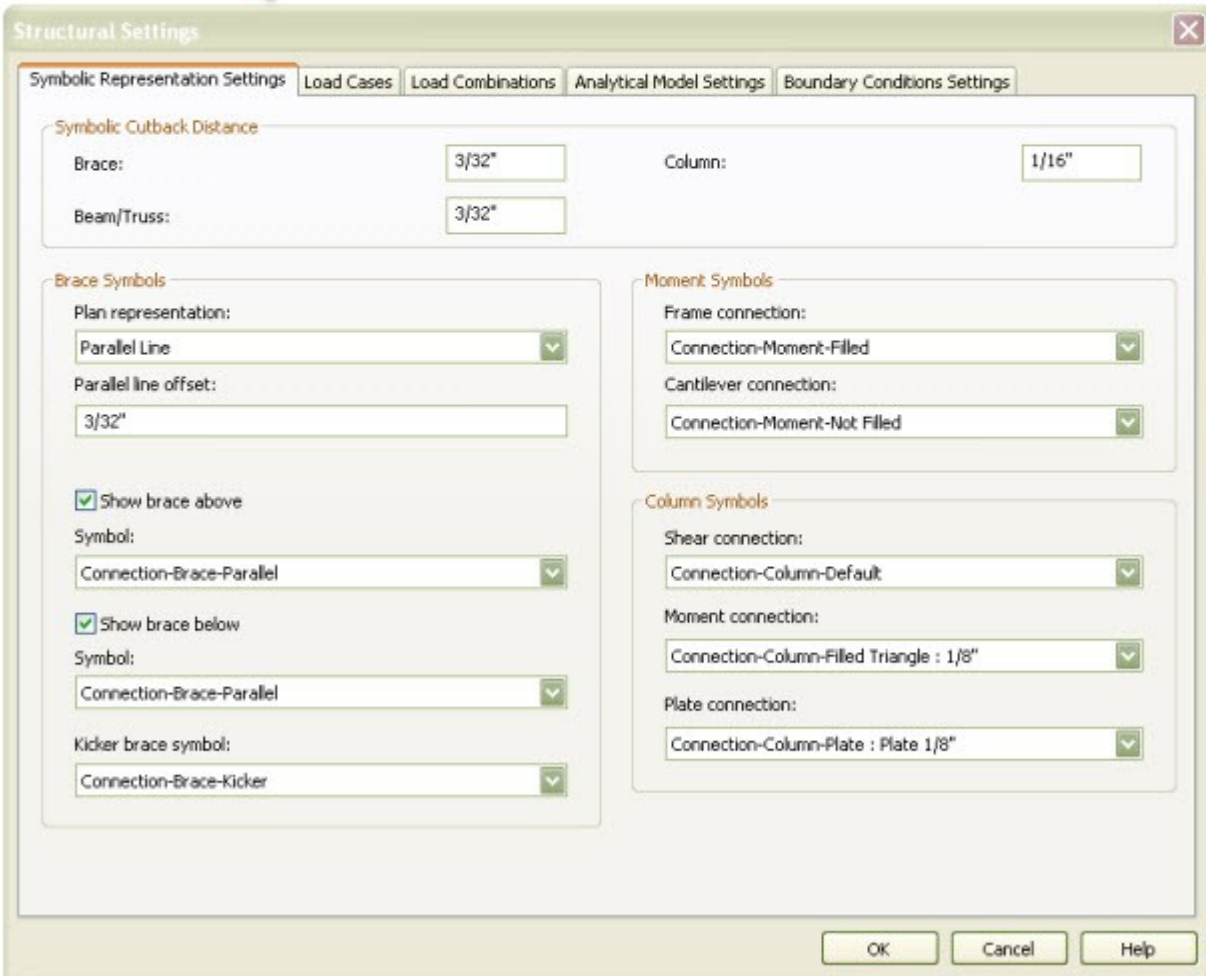 Structural Settings
Symbolic Representation Settings Load Cases Load Combinations Analytical Model Settings Boundary Conditions Settings
Symbolic Cutback Distance
Brace: 3/32" Column: 1/16"
Beam/Truss: 3/32"
Brace Symbols
Plan representation:
Parallel Line
Parallel line offset:
3/32"
Show brace above
Symbol:
Connection-Brace-Parallel
Show brace below
Symbol:
Connection-Brace-Parallel
Kicker brace symbol:
Connection-Brace-Kicker
Moment Symbols
Frame connection:
Connection-Moment-Filled
Cantilever connection:
Connection-Moment-Not Filled
Column Symbols
Shear connection:
Connection-Column-Default
Moment connection:
Connection-Column-Filled Triangle : 1/8"
Plate connection:
Connection-Column-Plate : Plate 1/8"
OK Cancel Help